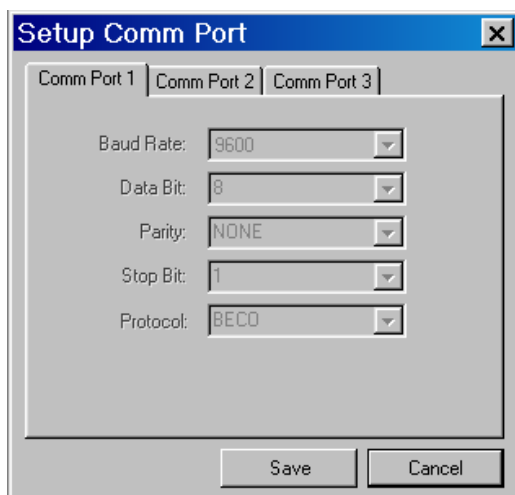 Setup Comm Port
Comm Port 1 Comm Port 2 Comm Port 3
Baud Rate: 9600
Data Bit: 8
Parity: NONE
Stop Bit: 1
Protocol: BECO
Save Cancel